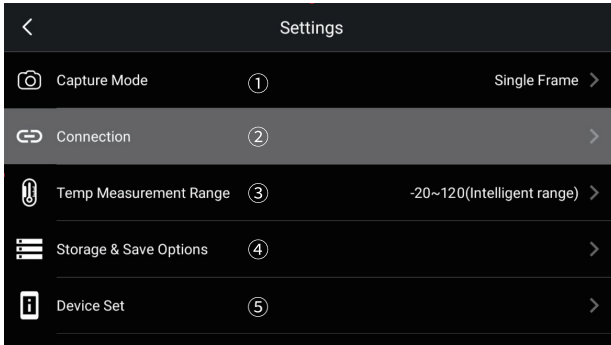 Settings
Capture Mode ① Single Frame
Connection ②
Temp Measurement Range ③ -20~120(Intelligent range)
Storage & Save Options ④
Device Set ⑤